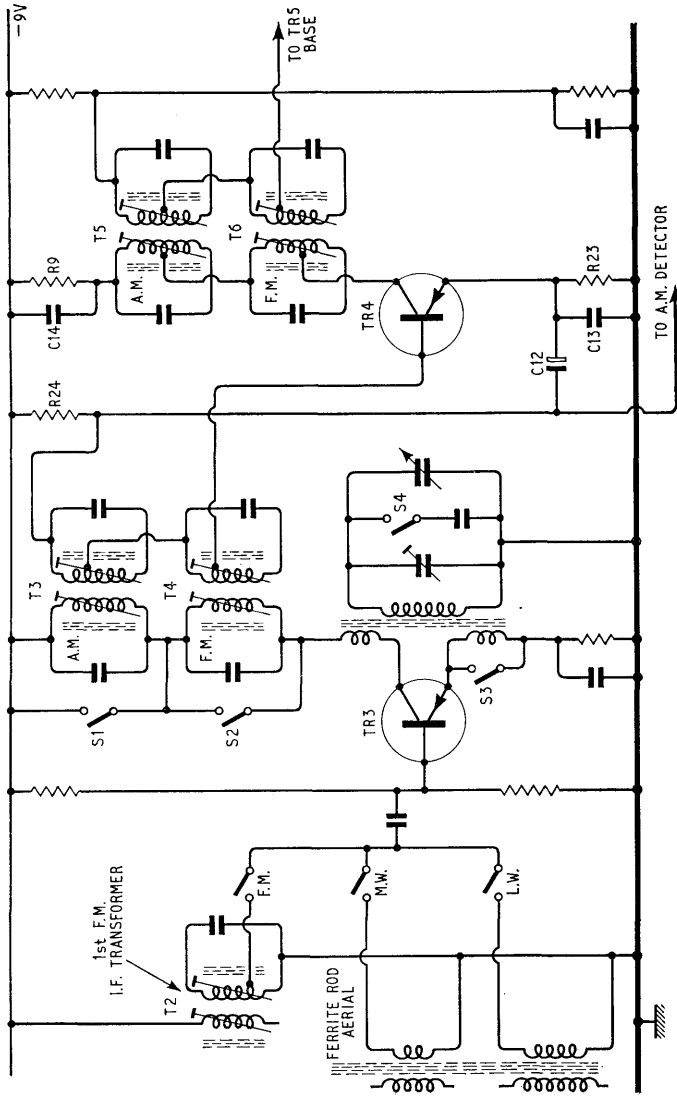 −9V
TO TR5
BASE
R9
C14
T5
A.M.
T6
F.M.
TR4
R23
C13
C12
TO A.M. DETECTOR
R24
T3
A.M.
T4
F.M.
S4
S1
S2
S3
TR3
1st F.M.
I.F. TRANSFORMER
T2
F.M.
M.W.
L.W.
FERRITE ROD
AERIAL